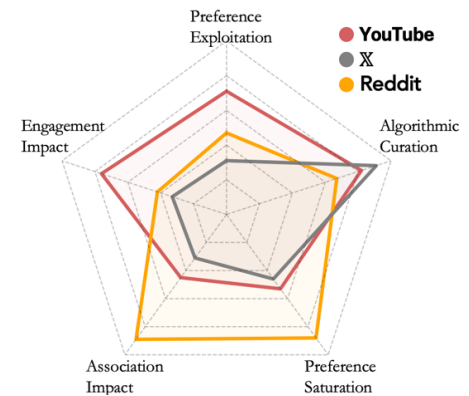 Preference
Exploitation
YouTube
𝕏
Reddit
Engagement
Impact
Algorithmic
Curation
Association
Impact
Preference
Saturation